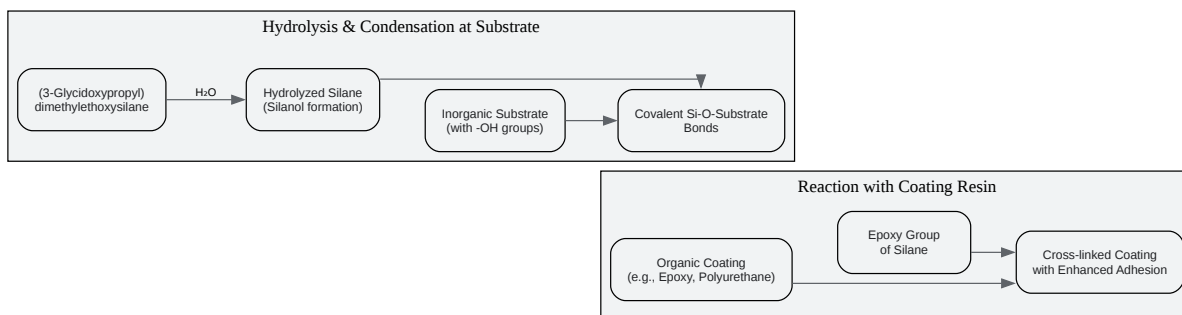 Hydrolysis & Condensation at Substrate
(3-Glycidoxypropyl)
dimethylethoxysilane
H₂O
Hydrolyzed Silane
(Silanol formation)
Inorganic Substrate
(with -OH groups)
Covalent Si-O-Substrate
Bonds
Reaction with Coating Resin
Organic Coating
(e.g., Epoxy, Polyurethane)
Epoxy Group
of Silane
Cross-linked Coating
with Enhanced Adhesion